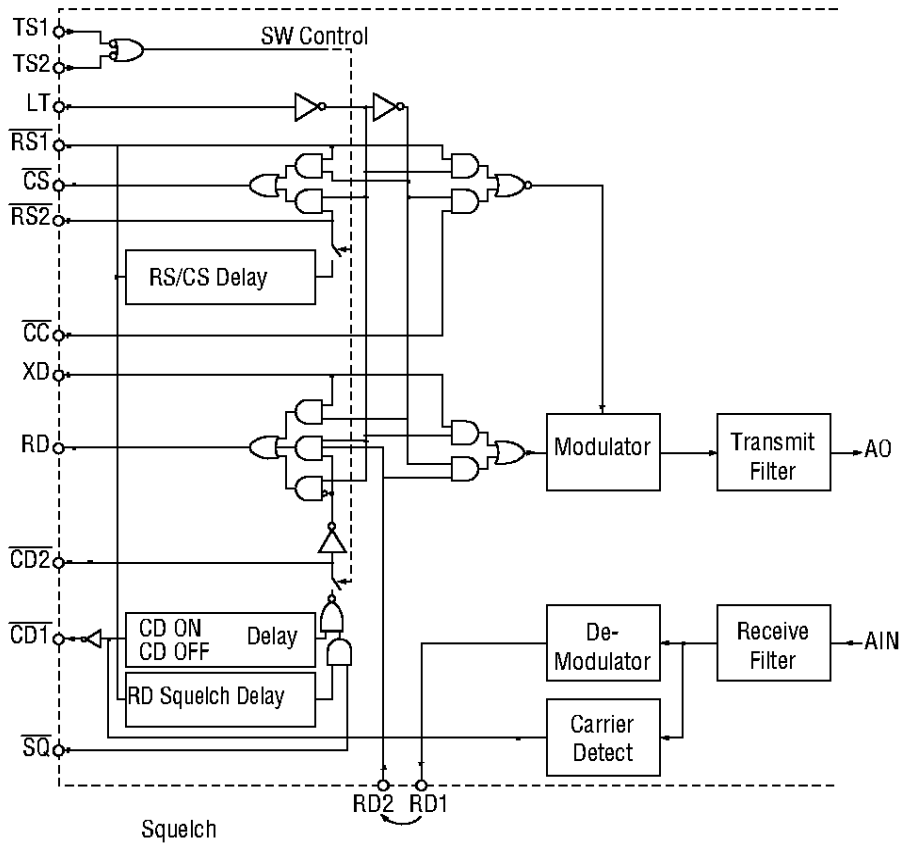 TS1
SW Control
TS2
LT
RS1
CS
RS2
RS/CS Delay
CC
XD
RD
Modulator
Transmit
Filter
AO
CD2
CD1
CD ON
CD OFF
Delay
De-
Modulator
Receive
Filter
AIN
RD Squelch Delay
Carrier
Detect
SQ
RD2
RD1
Squelch